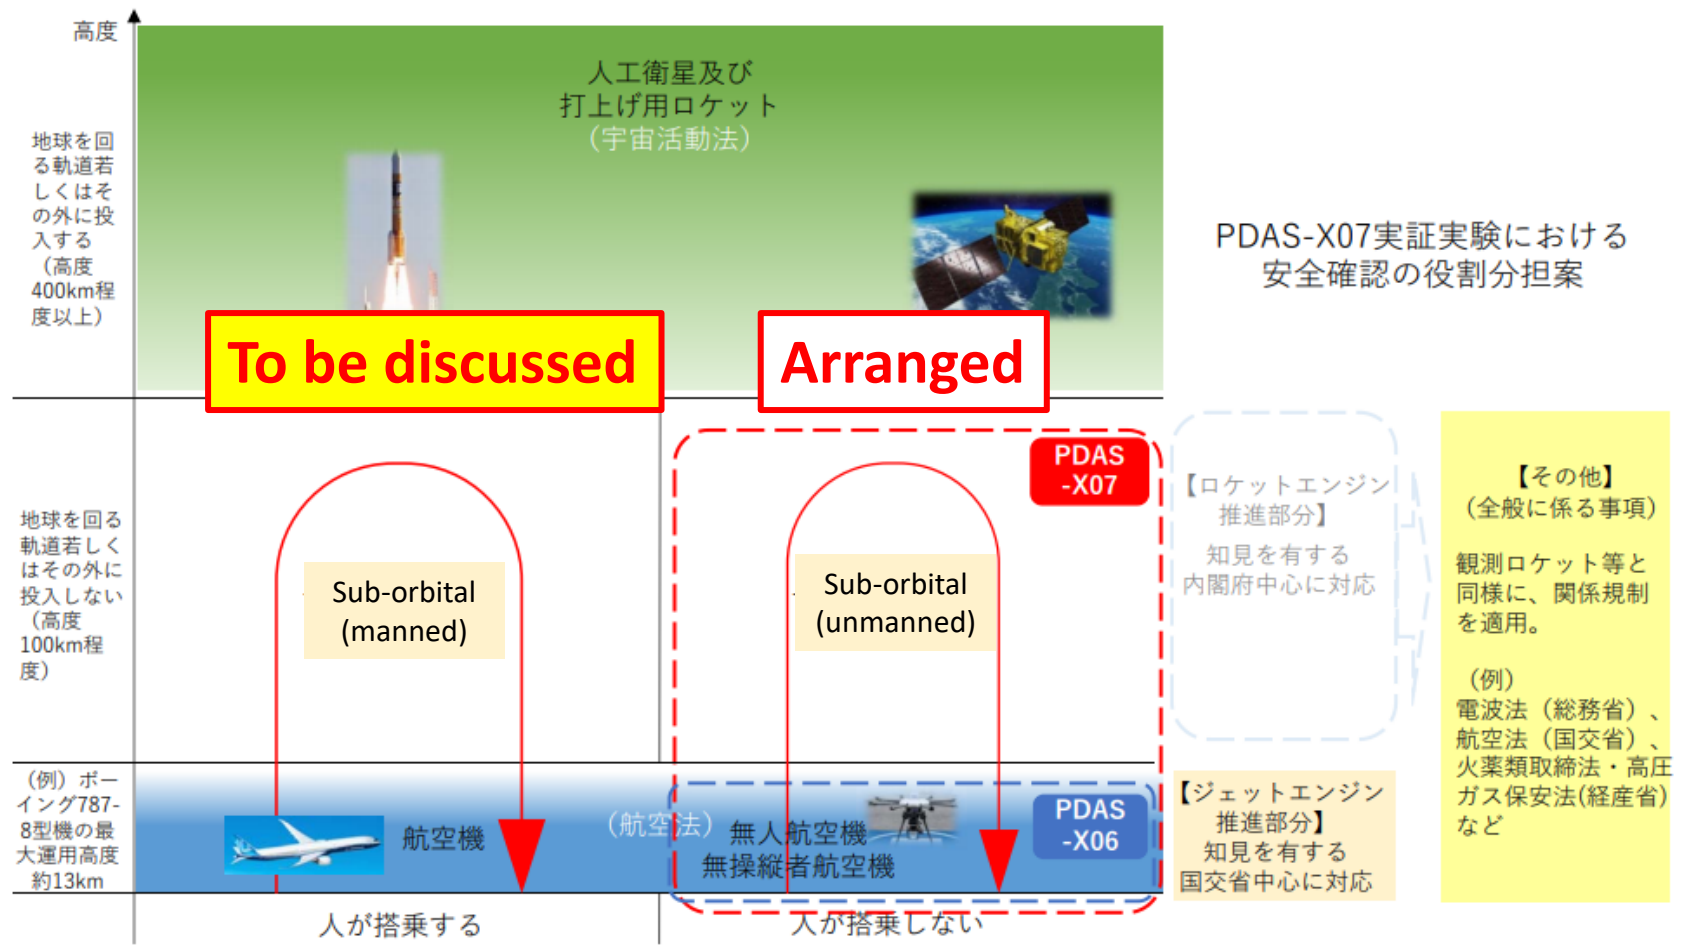 高度
人工衛星及び
打上げ用ロケット
（宇宙活動法）
地球を回
る軌道若
しくはそ
の外に投
入する
（高度
400km程
度以上）
PDAS-X07実証実験における
安全確認の役割分担案
To be discussed
Arranged
地球を回る
軌道若しく
はその外に
投入しない
（高度
100km程
度）
Sub-orbital
(manned)
Sub-orbital
(unmanned)
PDAS
-X07
【ロケットエンジン
推進部分】
知見を有する
内閣府中心に対応
【その他】
（全般に係る事項）
観測ロケット等と
同様に、関係規制
を適用。
（例）
電波法（総務省）、
航空法（国交省）、
火薬類取締法・高圧
ガス保安法(経産省)
など
（例）ボー
イング787-
8型機の最
大運用高度
約13km
航空機
（航空法）
無人航空機
無操縦者航空機
PDAS
-X06
【ジェットエンジン
推進部分】
知見を有する
国交省中心に対応
人が搭乗する
人が搭乗しない